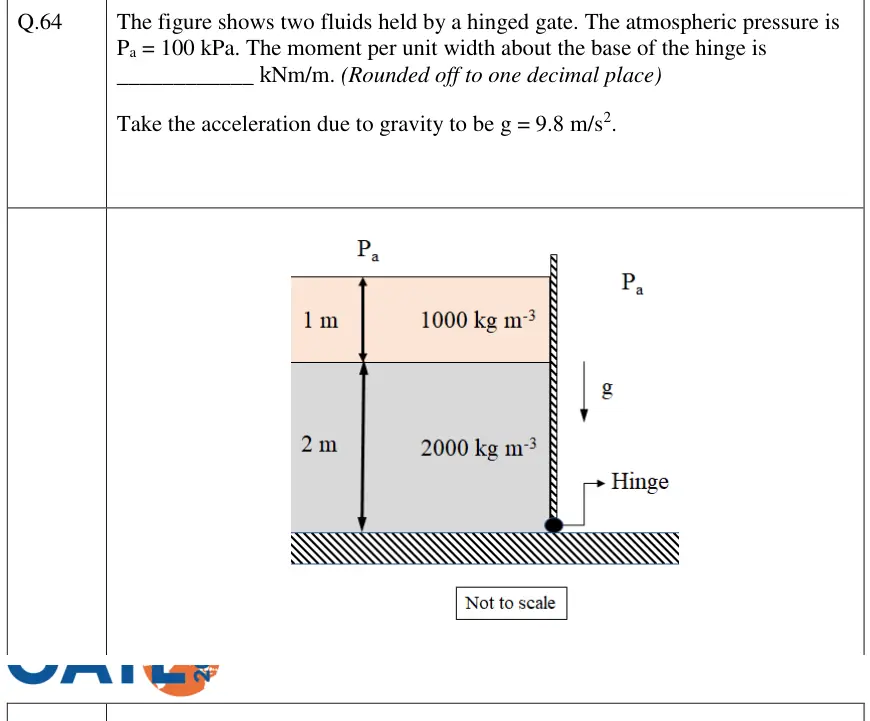 Q.64
The figure shows two fluids held by a hinged gate. The atmospheric pressure is
Pₐ = 100 kPa. The moment per unit width about the base of the hinge is
____________ kNm/m. (Rounded off to one decimal place)
Take the acceleration due to gravity to be g = 9.8 m/s².
Pₐ
Pₐ
1 m
1000 kg m⁻³
g
2 m
2000 kg m⁻³
Hinge
Not to scale